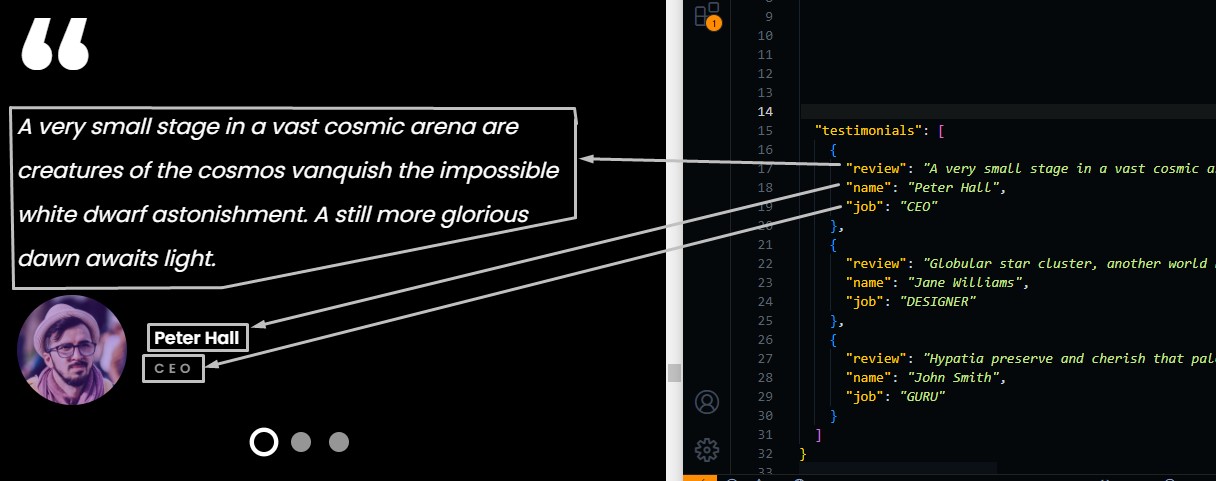 “
A very small stage in a vast cosmic arena are
creatures of the cosmos vanquish the impossible
white dwarf astonishment. A still more glorious
dawn awaits light.
Peter Hall
CEO
1
9
10
11
12
13
14
15 "testimonials": [
16 {
17 "review": "A very small stage in a vast cosmic
18 "name": "Peter Hall",
19 "job": "CEO"
20 },
21 {
22 "review": "Globular star cluster, another world
23 "name": "Jane Williams",
24 "job": "DESIGNER"
25 },
26 {
27 "review": "Hypatia preserve and cherish that
28 "name": "John Smith",
29 "job": "GURU"
30 }
31 ]
32 }
33